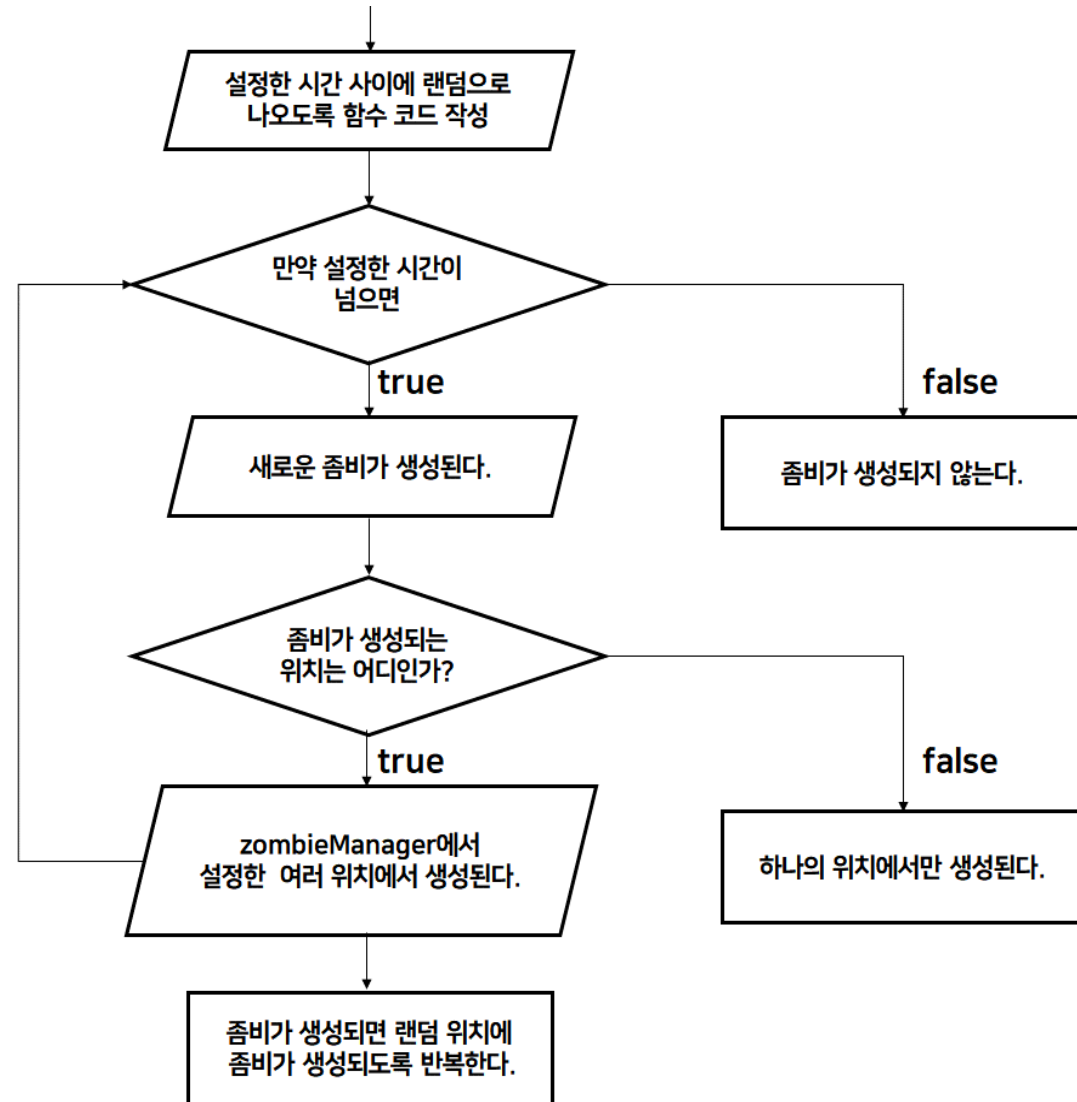 설정한 시간 사이에 랜덤으로
나오도록 함수 코드 작성
만약 설정한 시간이
넘으면
true
false
새로운 좀비가 생성된다.
좀비가 생성되지 않는다.
좀비가 생성되는
위치는 어디인가?
true
false
zombieManager에서
설정한 여러 위치에서 생성된다.
하나의 위치에서만 생성된다.
좀비가 생성되면 랜덤 위치에
좀비가 생성되도록 반복한다.